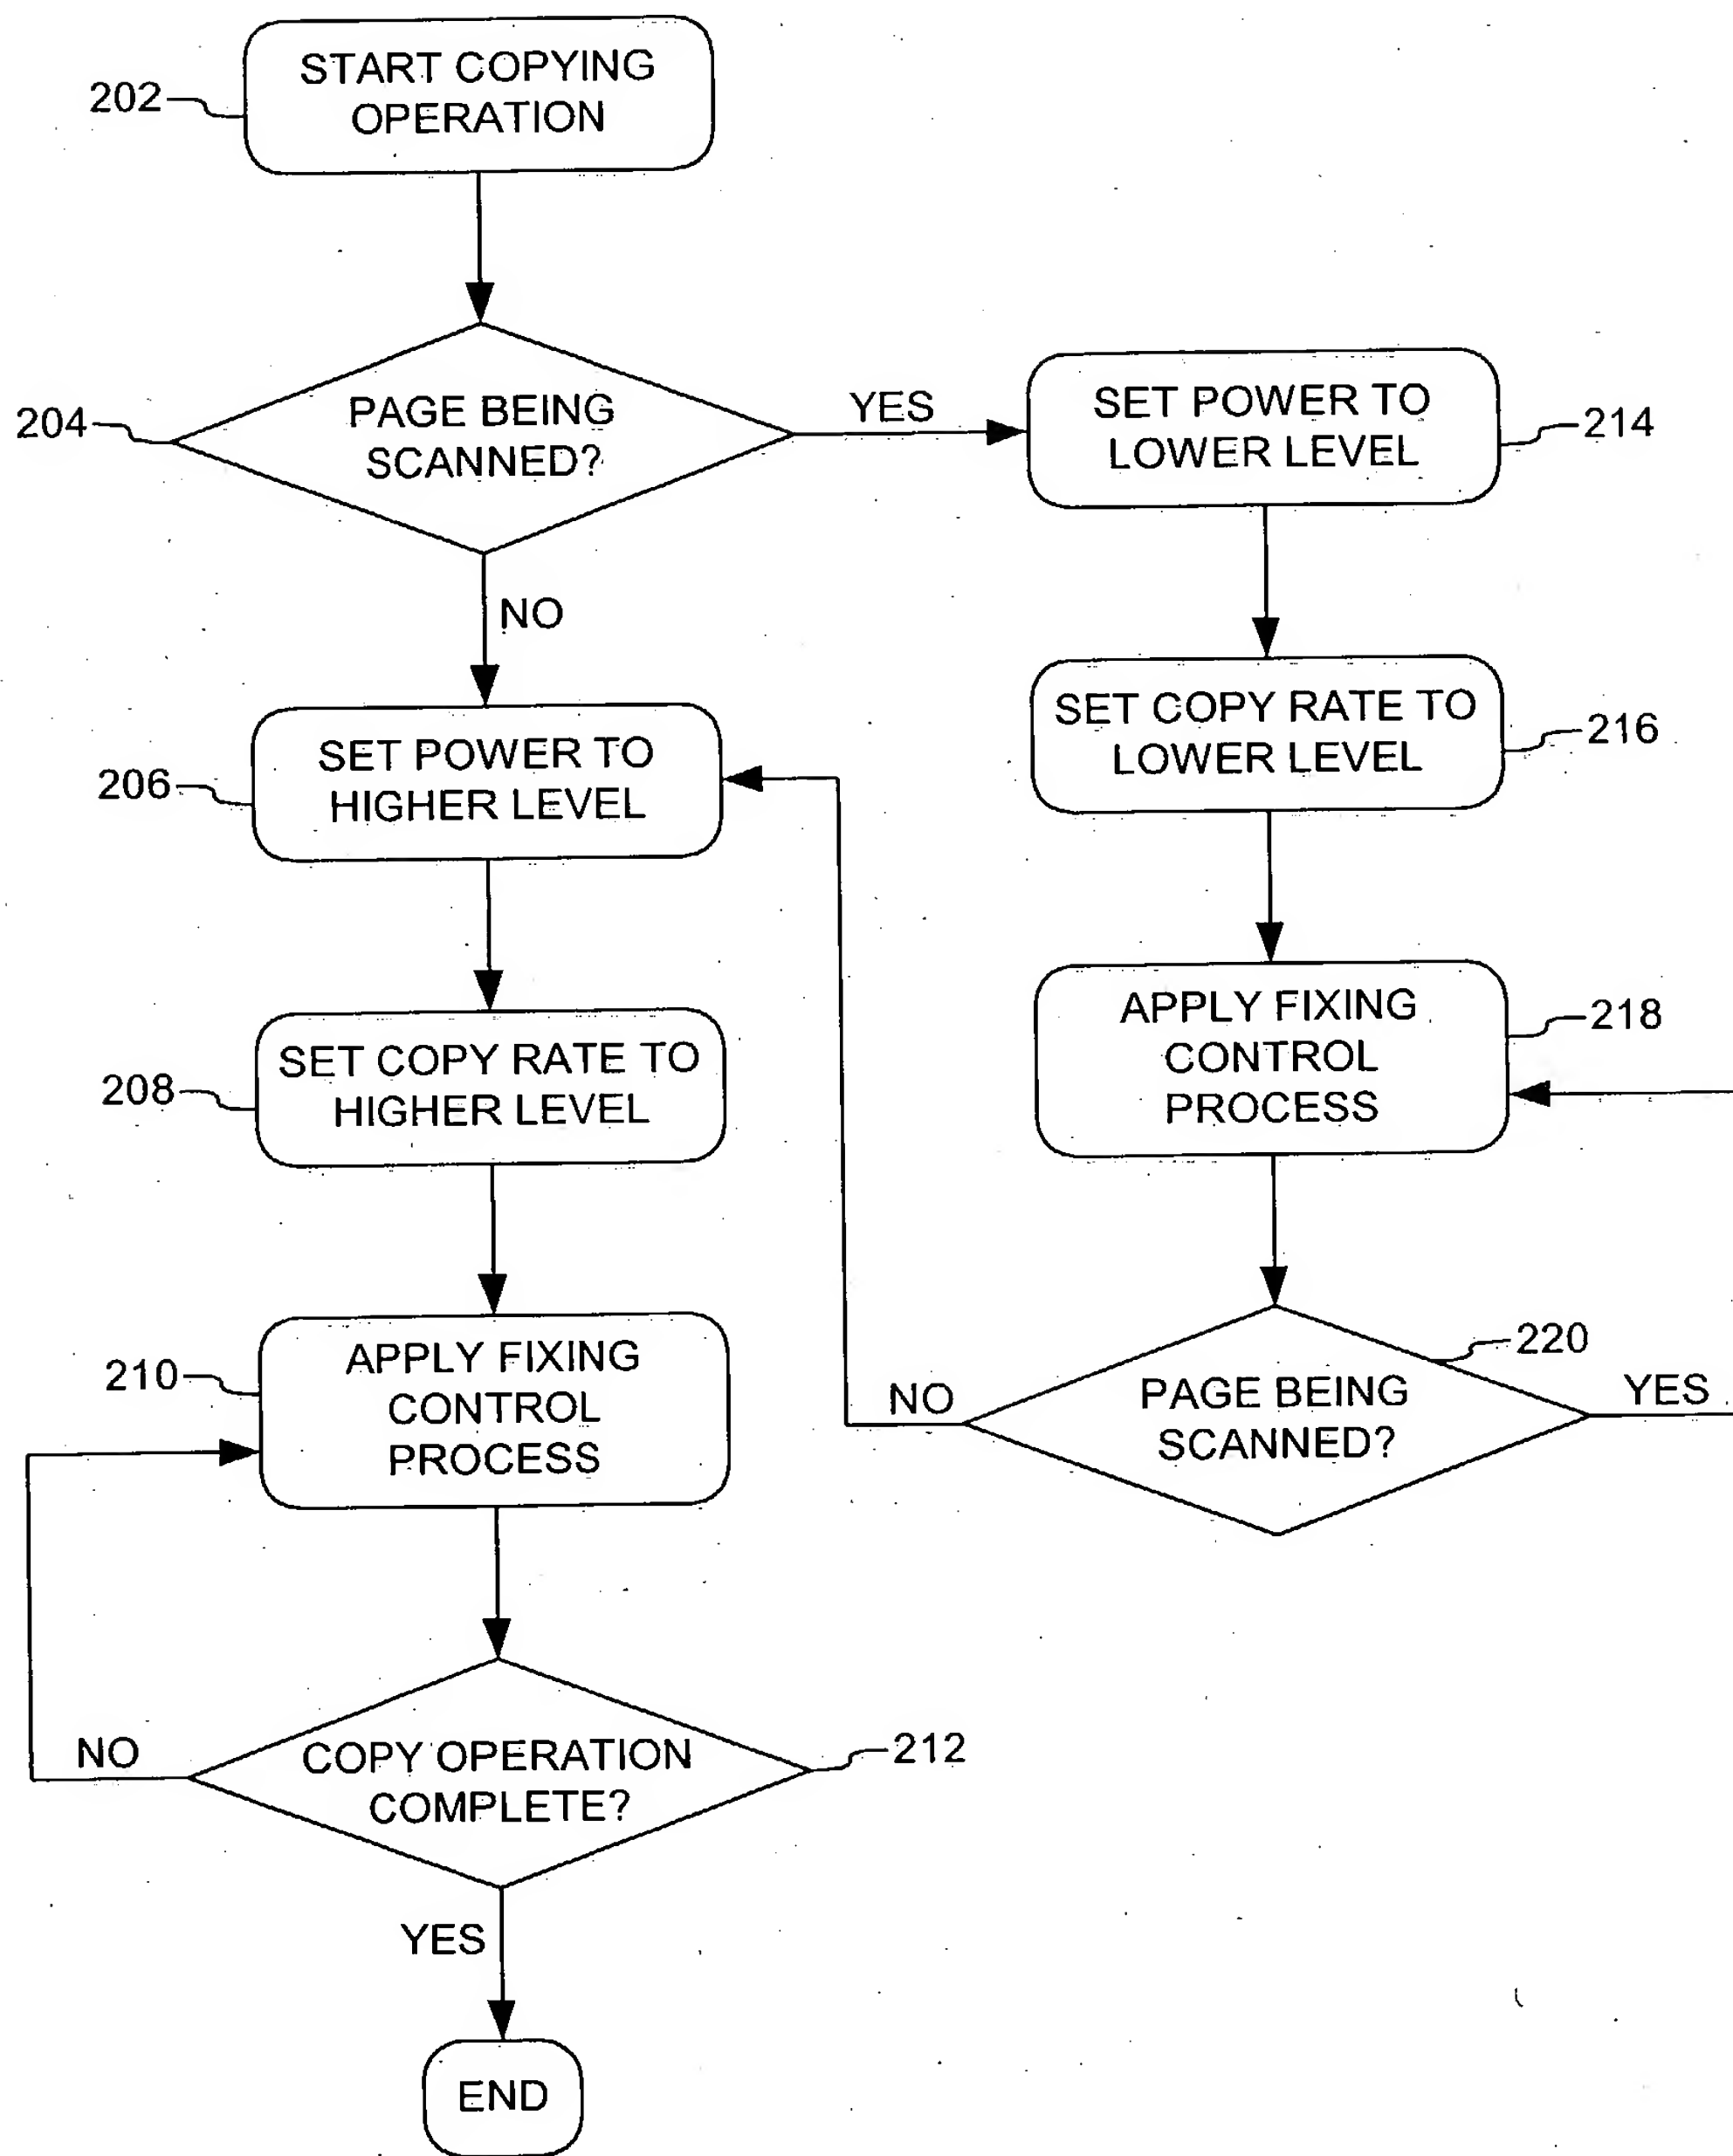 START COPYING
OPERATION
202
PAGE BEING
SCANNED?
204
YES
NO
SET POWER TO
LOWER LEVEL
214
SET COPY RATE TO
LOWER LEVEL
216
SET POWER TO
HIGHER LEVEL
206
SET COPY RATE TO
HIGHER LEVEL
208
APPLY FIXING
CONTROL
PROCESS
218
APPLY FIXING
CONTROL
PROCESS
210
PAGE BEING
SCANNED?
220
NO
YES
COPY OPERATION
COMPLETE?
212
NO
YES
END